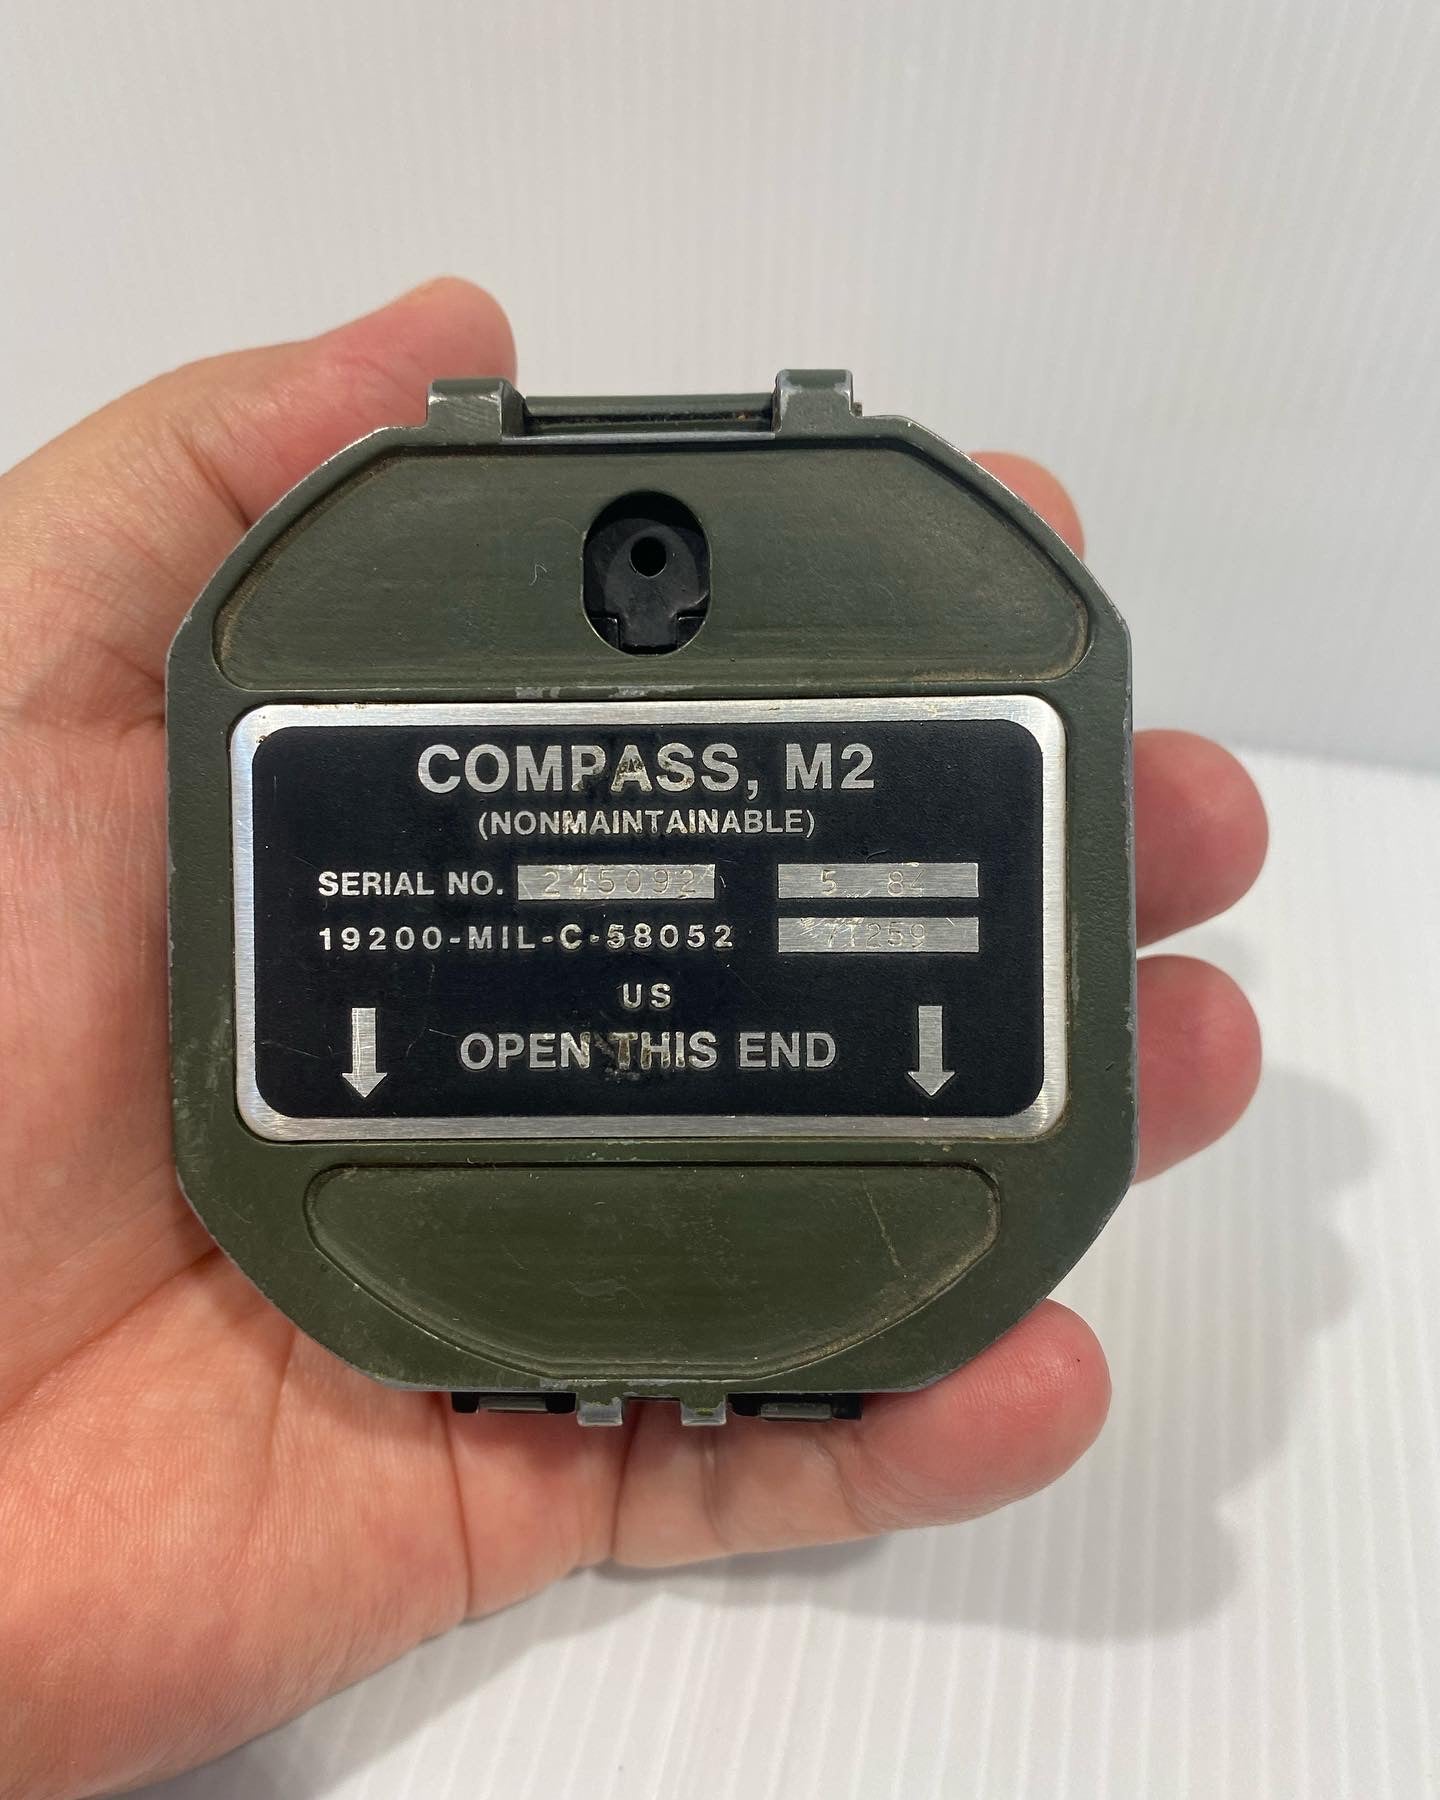 COMPASS, M2
(NONMAINTAINABLE)
SERIAL NO. 245092 5 84
19200-MIL-C-58052 71259
US
OPEN THIS END